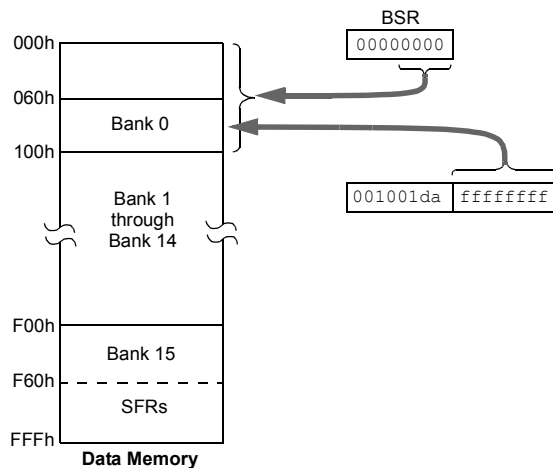 BSR
00000000
000h
060h
Bank 0
100h
001001da ffffffff
Bank 1
through
Bank 14
F00h
Bank 15
F60h
SFRs
FFFh
Data Memory